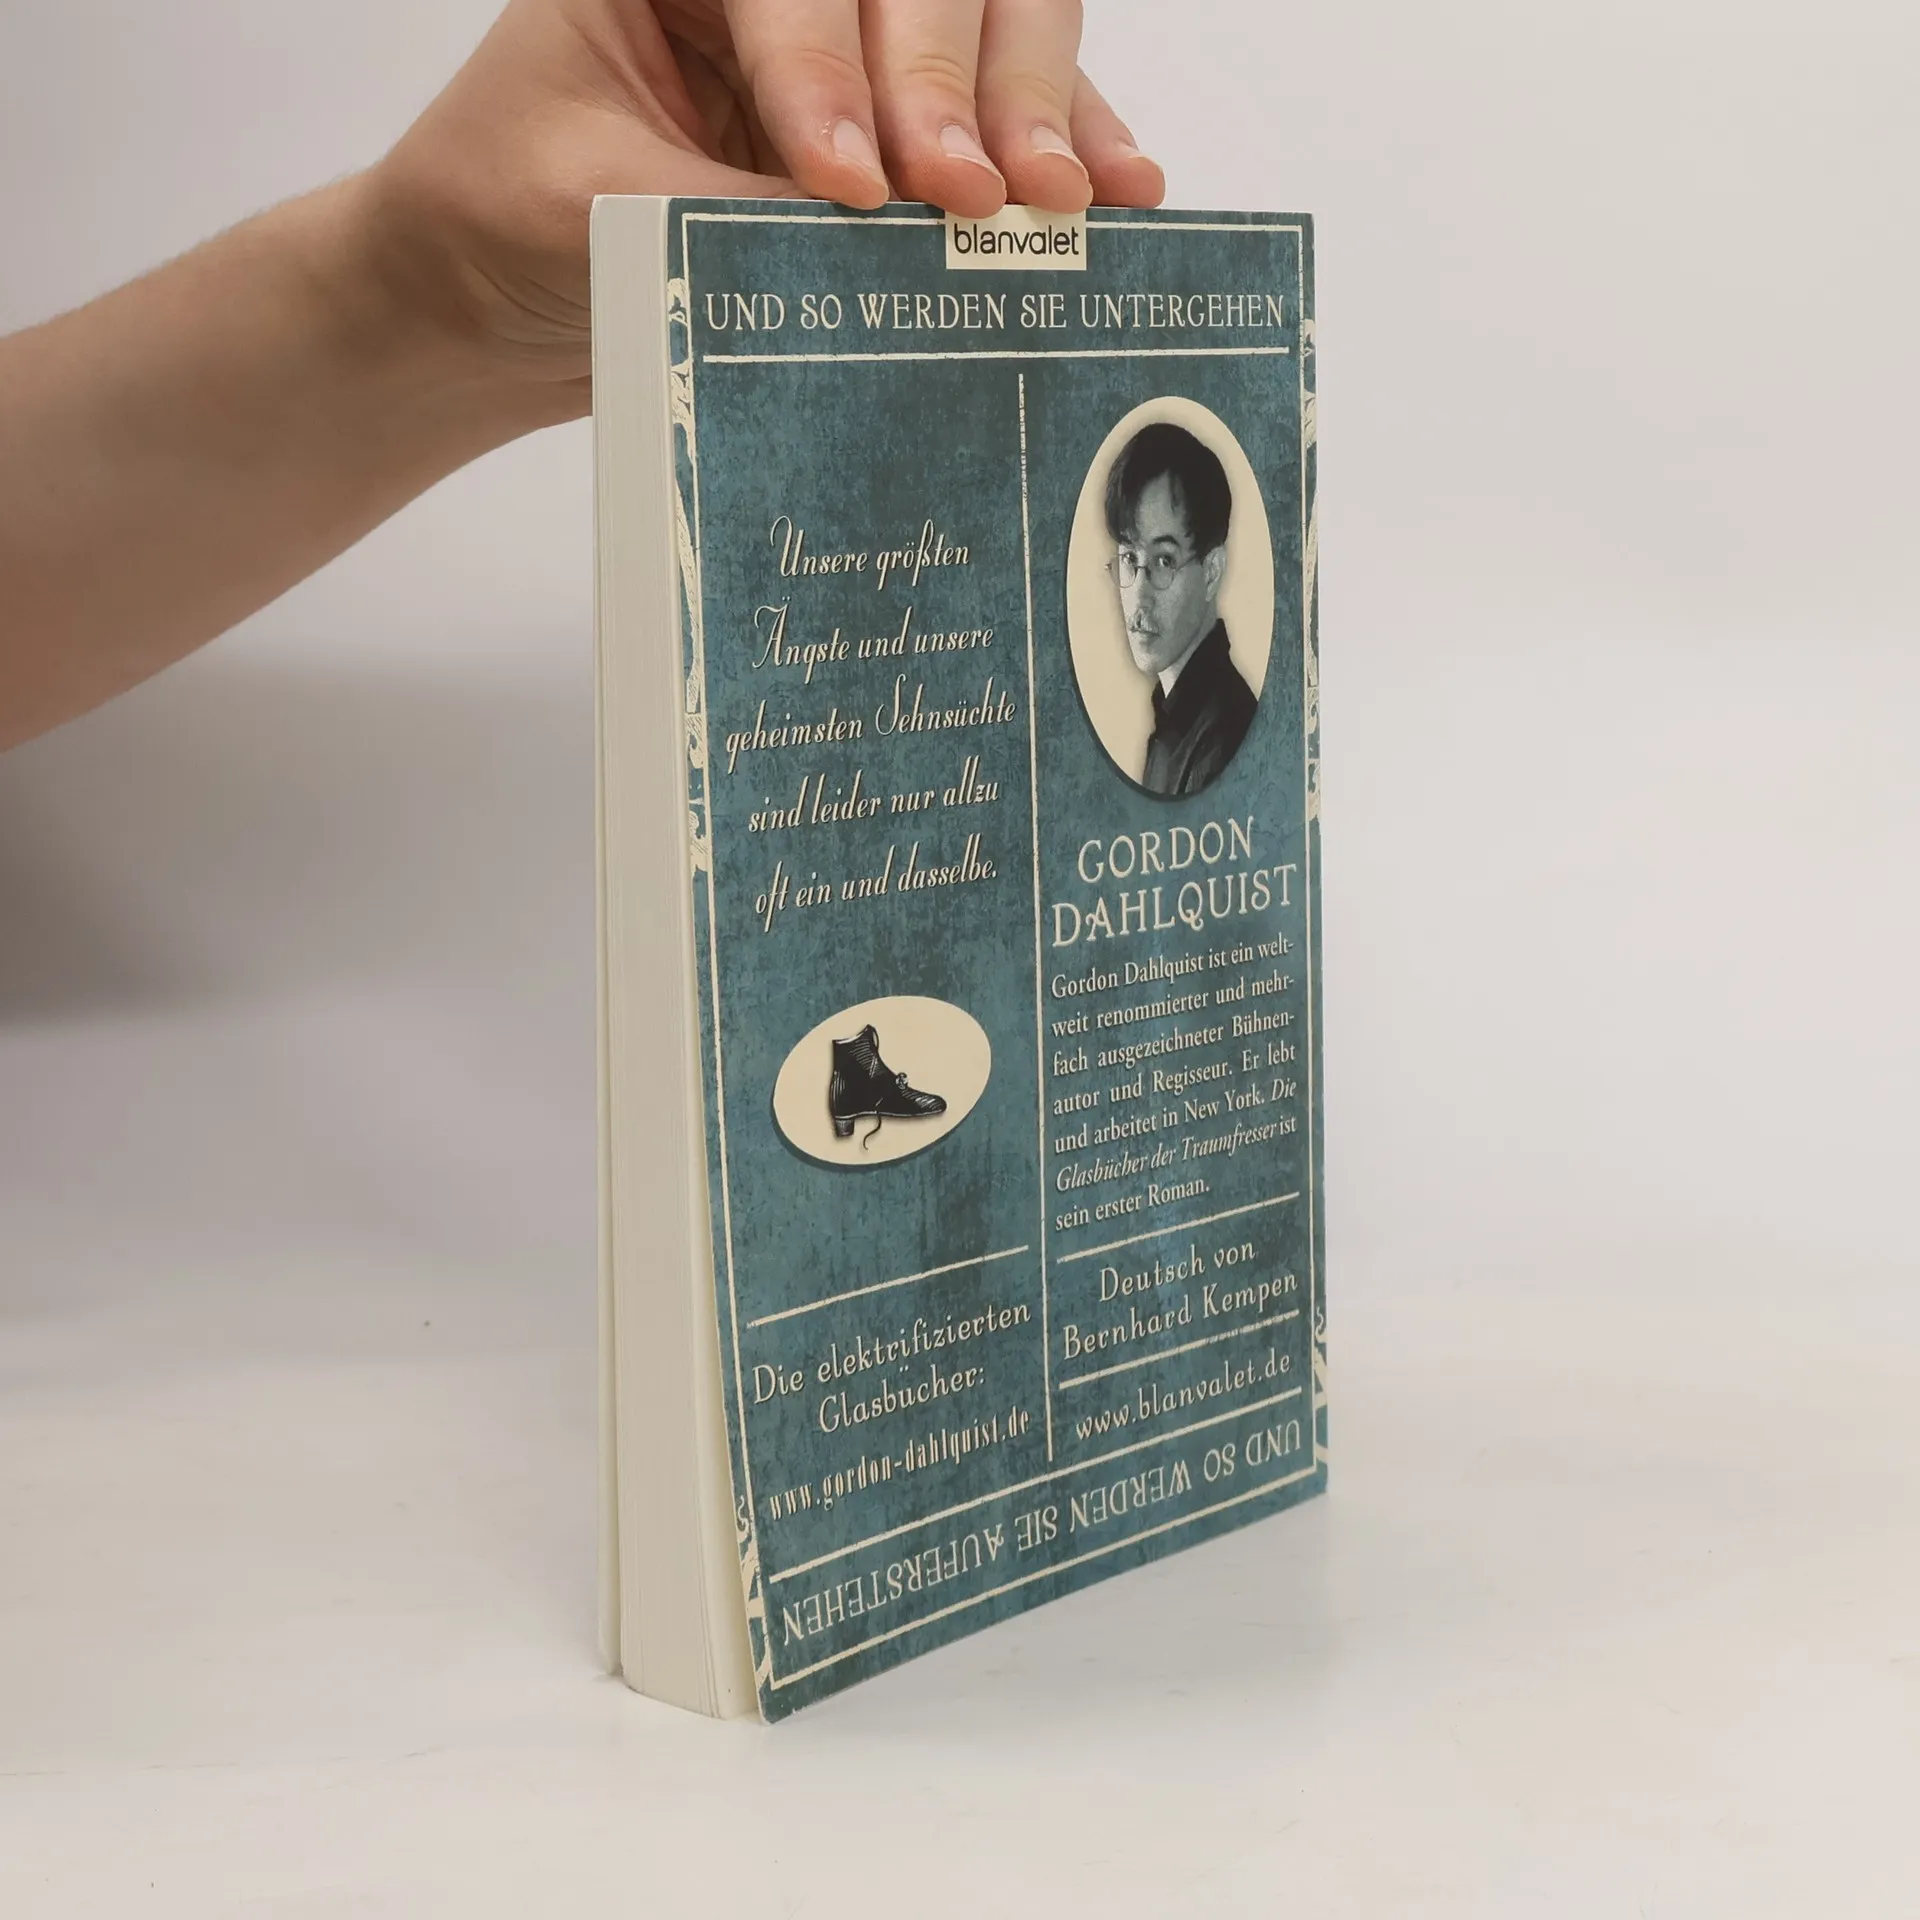 blanvalet
UND SO WERDEN SIE UNTERGEHEN
Unsere größten
Ängste und unsere
geheimsten Sehnsüchte
sind leider nur allzu
oft ein und dasselbe.
Die elektrifizierten
Glasbücher:
www.gordon-dahlquist.de
GORDON
DAHLQUIST
Gordon Dahlquist ist ein welt-
weit renommierter und mehr-
fach ausgezeichneter Bühnen-
autor und Regisseur. Er lebt
und arbeitet in New York. Die
Glasbücher der Traumfresser ist
sein erster Roman.
Deutsch von
Bernhard Kempen
www.blanvalet.de
UND SO WERDEN SIE AUFERSTEHEN